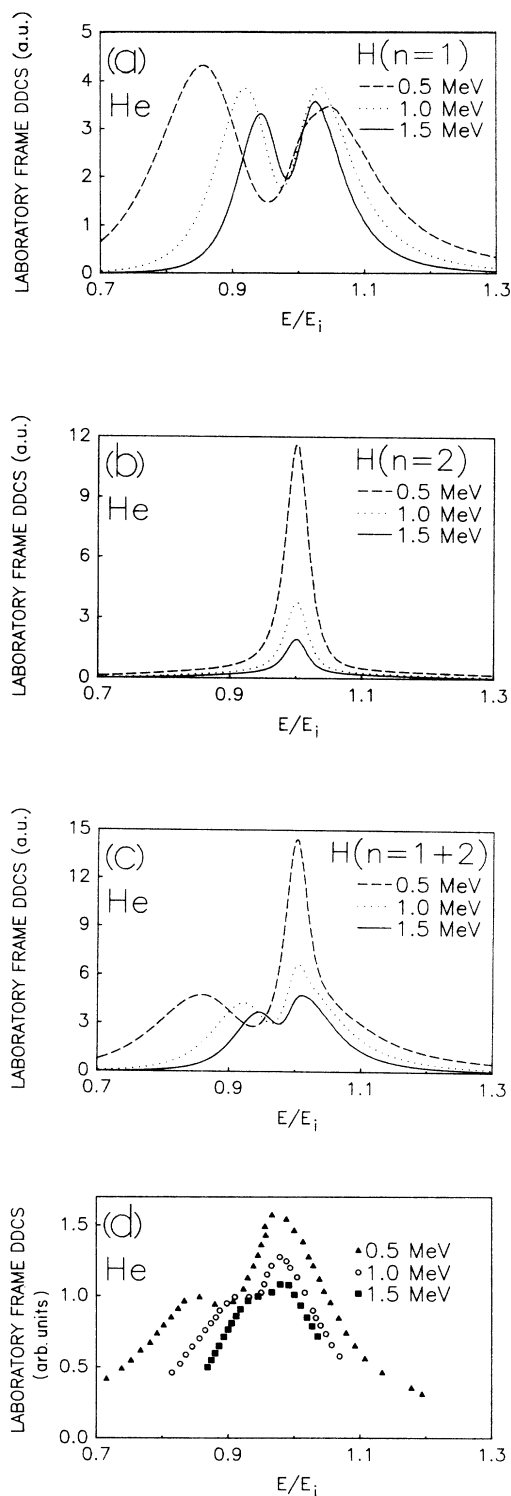 LABORATORY FRAME DDCS (a.u.)
5
4
3
2
1
0
(a)
He
H(n=1)
0.5 MeV
1.0 MeV
1.5 MeV
0.7 0.9 1.1 1.3
E/Ei
LABORATORY FRAME DDCS (a.u.)
12
9
6
3
0
(b)
He
H(n=2)
0.5 MeV
1.0 MeV
1.5 MeV
0.7 0.9 1.1 1.3
E/Ei
LABORATORY FRAME DDCS (a.u.)
15
12
9
6
3
0
(c)
He
H(n=1+2)
0.5 MeV
1.0 MeV
1.5 MeV
0.7 0.9 1.1 1.3
E/Ei
LABORATORY FRAME DDCS
(arb. units)
1.5
1.0
0.5
0.0
(d)
He
0.5 MeV
1.0 MeV
1.5 MeV
0.7 0.9 1.1 1.3
E/Ei